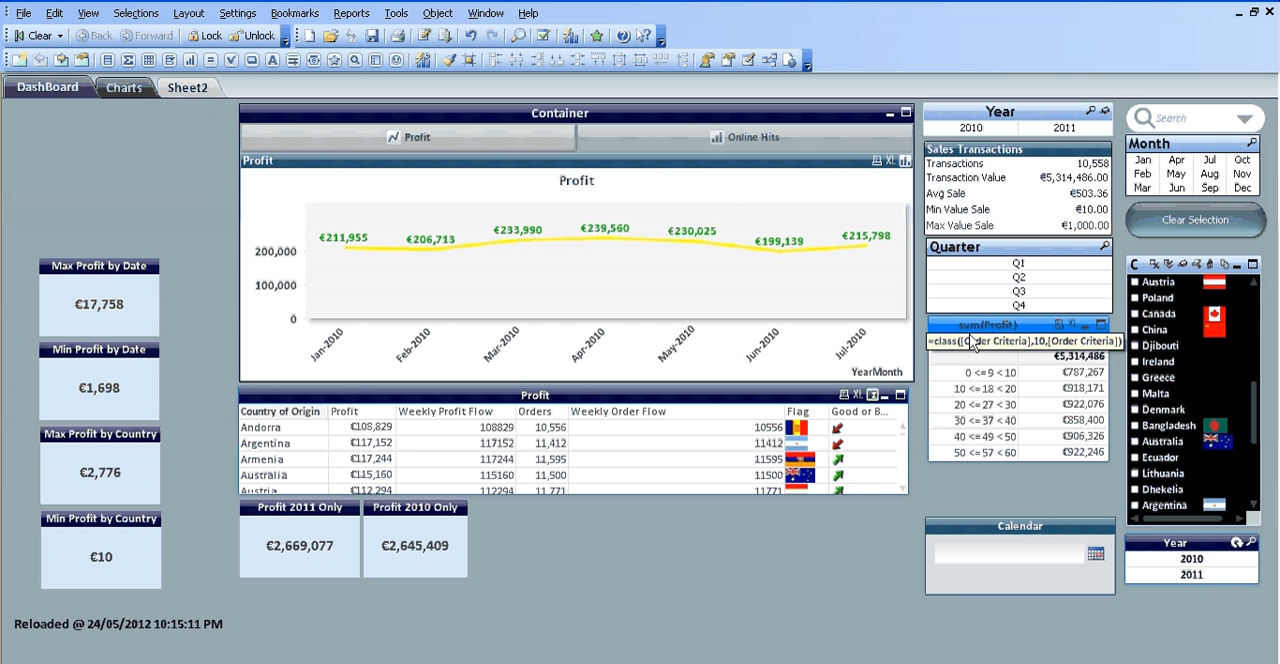 File Edit View Selections Layout Settings Bookmarks Reports Tools Object Window Help
Clear Back Forward Lock Unlock
DashBoard Charts Sheet2
Container
Profit Online Hits
Profit XL
Profit
€211,955 €206,713 €233,990 €239,560 €230,025 €199,139 €215,798
200,000
100,000
0
Jan-2010 Feb-2010 Mar-2010 Apr-2010 May-2010 Jun-2010 Jul-2010
YearMonth
Max Profit by Date
€17,758
Min Profit by Date
€1,698
Max Profit by Country
€2,776
Min Profit by Country
€10
Profit XL
Country of Origin Profit Weekly Profit Flow Orders Weekly Order Flow Flag Good or B...
Andorra €108,829 108829 10,556 10556
Argentina €117,152 117152 11,412 11412
Armenia €117,244 117244 11,595 11595
Australia €115,160 115160 11,500 11500
Austria €112,294 112294 11,771 11771
Profit 2011 Only
€2,669,077
Profit 2010 Only
€2,645,409
Year
2010 2011
Sales Transactions
Transactions 10,558
Transaction Value €5,314,486.00
Avg Sale €503.36
Min Value Sale €10.00
Max Value Sale €1,000.00
Quarter
Q1
Q2
Q3
Q4
sum(Profit) XL
=class([Order Criteria],10,[Order Criteria])
€5,314,486
0 <= 9 < 10 €787,267
10 <= 18 < 20 €918,171
20 <= 27 < 30 €922,076
30 <= 37 < 40 €858,400
40 <= 49 < 50 €906,326
50 <= 57 < 60 €922,246
Calendar
Search
Month
Jan Apr Jul Oct
Feb May Aug Nov
Mar Jun Sep Dec
Clear Selection
C
Austria
Poland
Canada
China
Djibouti
Ireland
Greece
Malta
Denmark
Bangladesh
Australia
Ecuador
Lithuania
Dhekelia
Argentina
Year
2010
2011
Reloaded @ 24/05/2012 10:15:11 PM